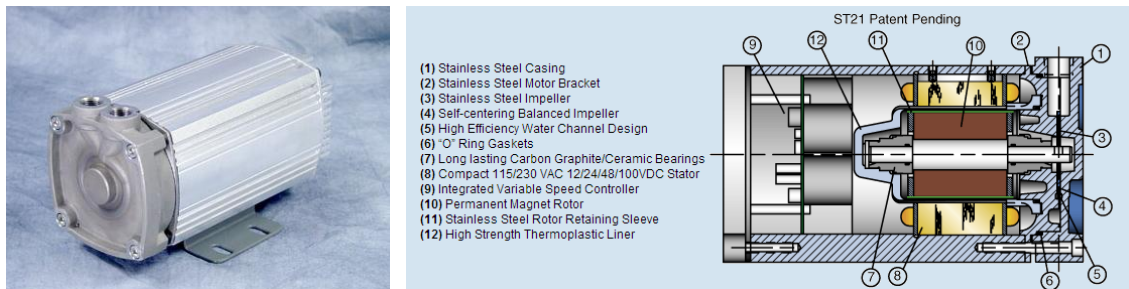 ST21 Patent Pending
(1) Stainless Steel Casing
(2) Stainless Steel Motor Bracket
(3) Stainless Steel Impeller
(4) Self-centering Balanced Impeller
(5) High Efficiency Water Channel Design
(6) "O" Ring Gaskets
(7) Long lasting Carbon Graphite/Ceramic Bearings
(8) Compact 115/230 VAC 12/24/48/100VDC Stator
(9) Integrated Variable Speed Controller
(10) Permanent Magnet Rotor
(11) Stainless Steel Rotor Retaining Sleeve
(12) High Strength Thermoplastic Liner
9
12
11
10
2
1
3
4
7
8
6
5